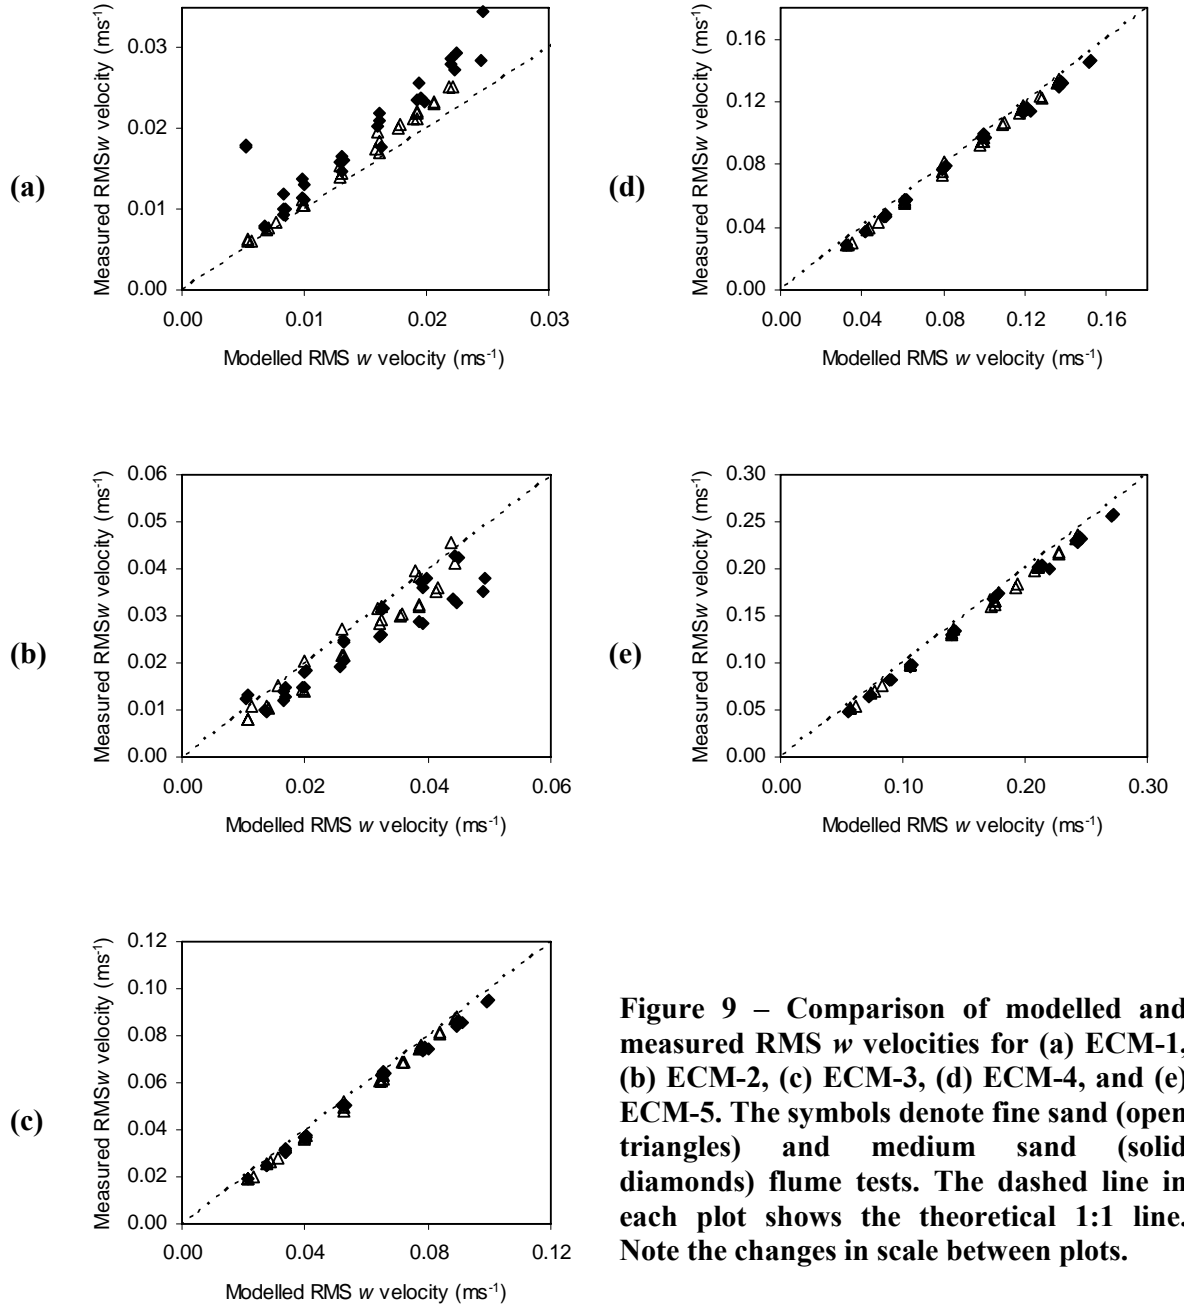 (a)
Measured RMSw velocity (ms-1)
0.03
0.02
0.01
0.00
0.00 0.01 0.02 0.03
Modelled RMS w velocity (ms-1)
(d)
Measured RMSw velocity (ms-1)
0.16
0.12
0.08
0.04
0.00
0.00 0.04 0.08 0.12 0.16
Modelled RMS w velocity (ms-1)
(b)
Measured RMSw velocity (ms-1)
0.06
0.05
0.04
0.03
0.02
0.01
0.00
0.00 0.02 0.04 0.06
Modelled RMS w velocity (ms-1)
(e)
Measured RMSw velocity (ms-1)
0.30
0.25
0.20
0.15
0.10
0.05
0.00
0.00 0.10 0.20 0.30
Modelled RMS w velocity (ms-1)
(c)
Measured RMSw velocity (ms-1)
0.12
0.10
0.08
0.06
0.04
0.02
0.00
0.00 0.04 0.08 0.12
Modelled RMS w velocity (ms-1)
Figure 9 – Comparison of modelled and
measured RMS w velocities for (a) ECM-1,
(b) ECM-2, (c) ECM-3, (d) ECM-4, and (e)
ECM-5. The symbols denote fine sand (open
triangles) and medium sand (solid
diamonds) flume tests. The dashed line in
each plot shows the theoretical 1:1 line.
Note the changes in scale between plots.